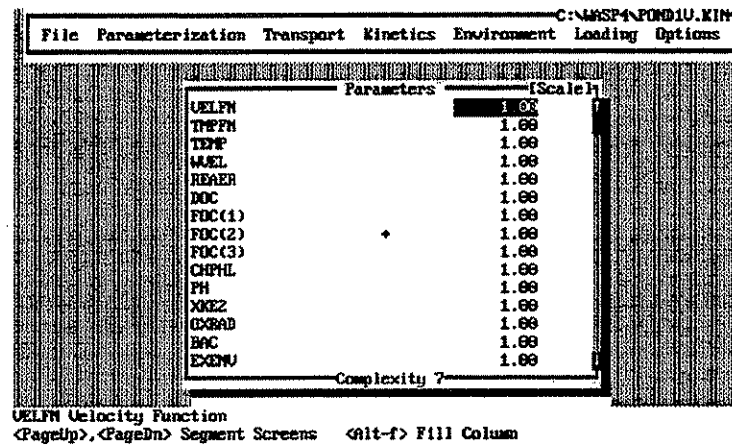 C:\WASP4\POND1U.KIN
File Parameterization Transport Kinetics Environment Loading Options
Parameters [Scale]
VELFN 1.00
TMPFN 1.00
TEMP 1.00
WVEL 1.00
REAER 1.00
DOC 1.00
FOC(1) 1.00
FOC(2) 1.00
FOC(3) 1.00
CHPHL 1.00
PH 1.00
XKE2 1.00
OXRAD 1.00
BAC 1.00
EXENV 1.00
Complexity 7
VELFN Velocity Function
<PageUp>,<PageDn> Segment Screens <Alt-f> Fill Column